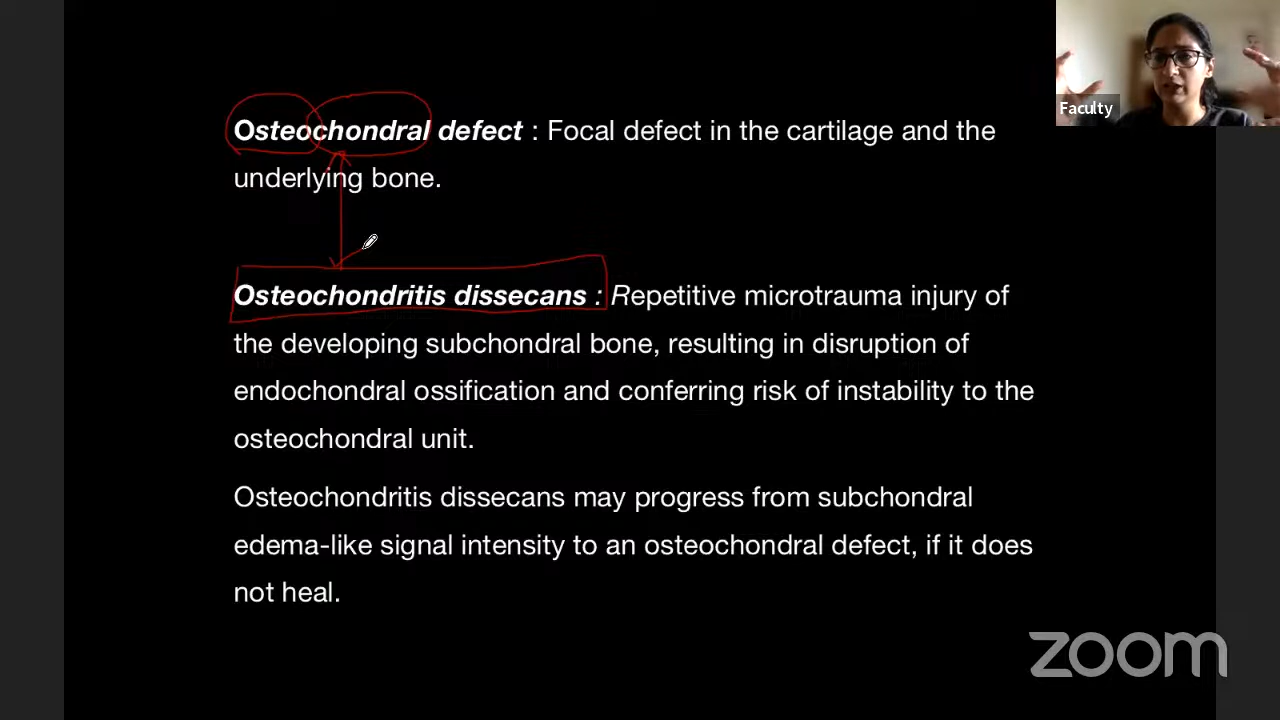 Faculty
Osteochondral defect : Focal defect in the cartilage and the
underlying bone.
Osteochondritis dissecans : Repetitive microtrauma injury of
the developing subchondral bone, resulting in disruption of
endochondral ossification and conferring risk of instability to the
osteochondral unit.
Osteochondritis dissecans may progress from subchondral
edema-like signal intensity to an osteochondral defect, if it does
not heal.
zoom